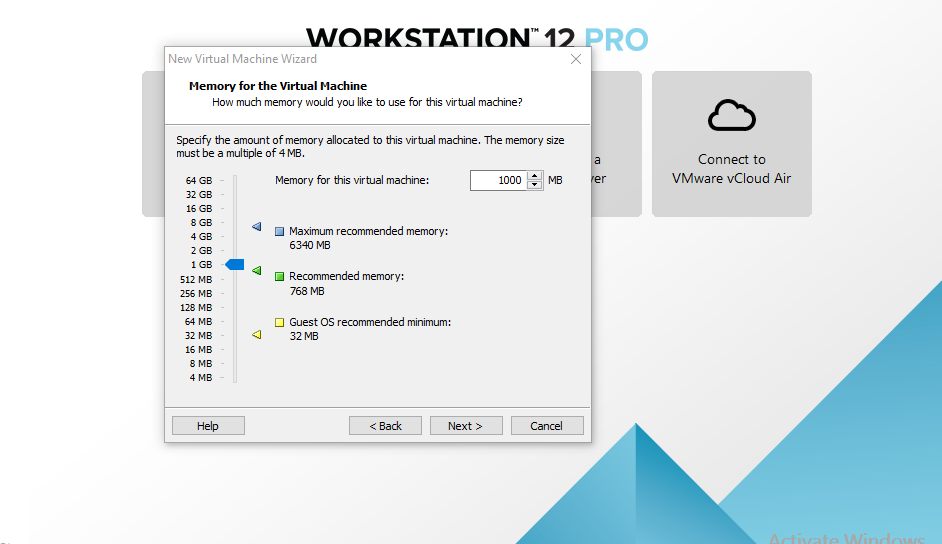 WORKSTATION™ 12 PRO
New Virtual Machine Wizard
Memory for the Virtual Machine
How much memory would you like to use for this virtual machine?
Specify the amount of memory allocated to this virtual machine. The memory size
must be a multiple of 4 MB.
Memory for this virtual machine: 1000 MB
64 GB
32 GB
16 GB
8 GB
4 GB
2 GB
1 GB
512 MB
256 MB
128 MB
64 MB
32 MB
16 MB
8 MB
4 MB
Maximum recommended memory:
6340 MB
Recommended memory:
768 MB
Guest OS recommended minimum:
32 MB
Help
< Back
Next >
Cancel
a
ver
Connect to
VMware vCloud Air
Activate Windows